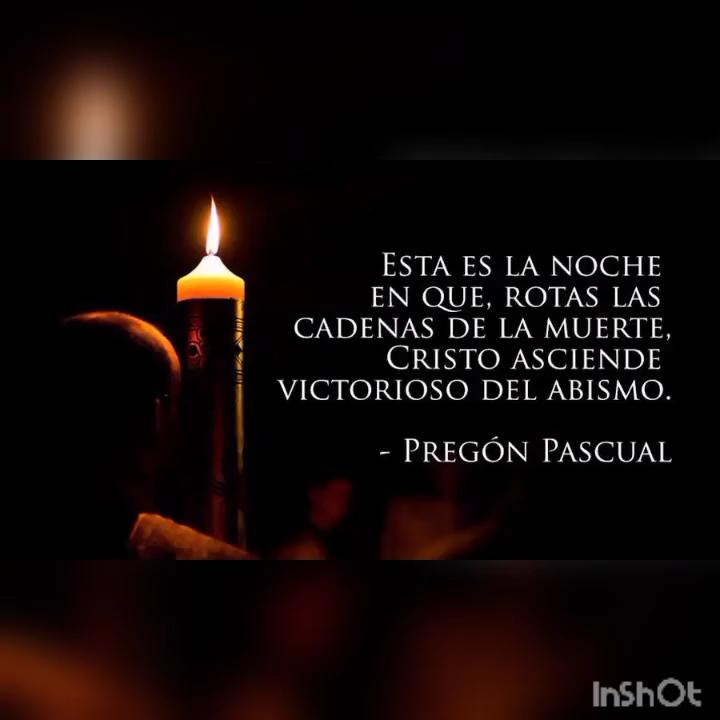 Esta es la noche
en que, rotas las
cadenas de la muerte,
Cristo asciende
victorioso del abismo.
- Pregón Pascual
InShOt